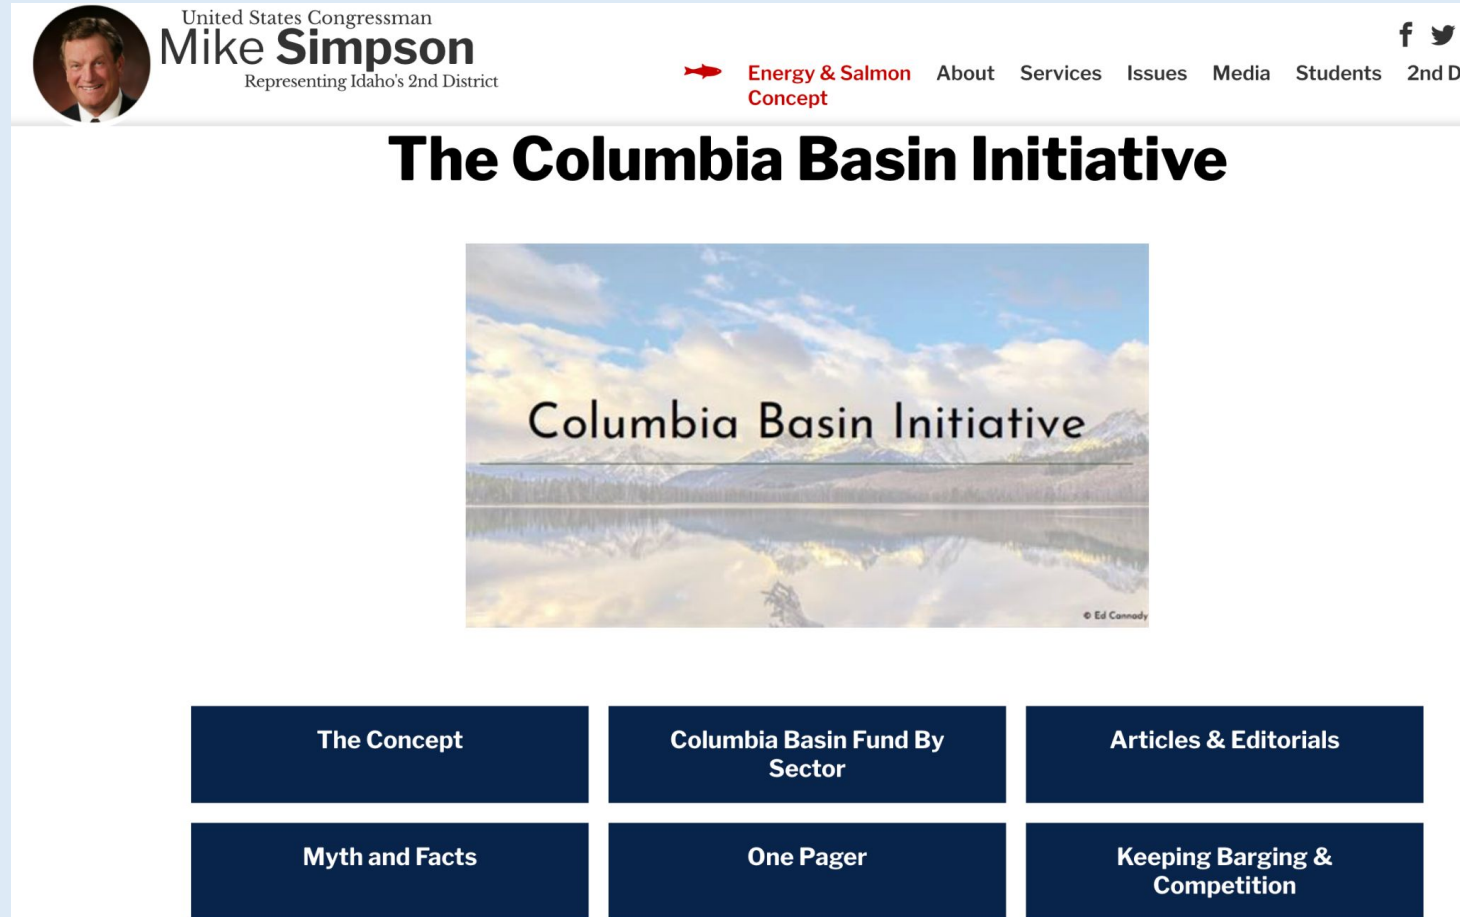 United States Congressman
Mike Simpson
Representing Idaho's 2nd District
Energy & Salmon
Concept
About
Services
Issues
Media
Students
2nd D
The Columbia Basin Initiative
Columbia Basin Initiative
© Ed Cannady
The Concept
Columbia Basin Fund By
Sector
Articles & Editorials
Myth and Facts
One Pager
Keeping Barging &
Competition